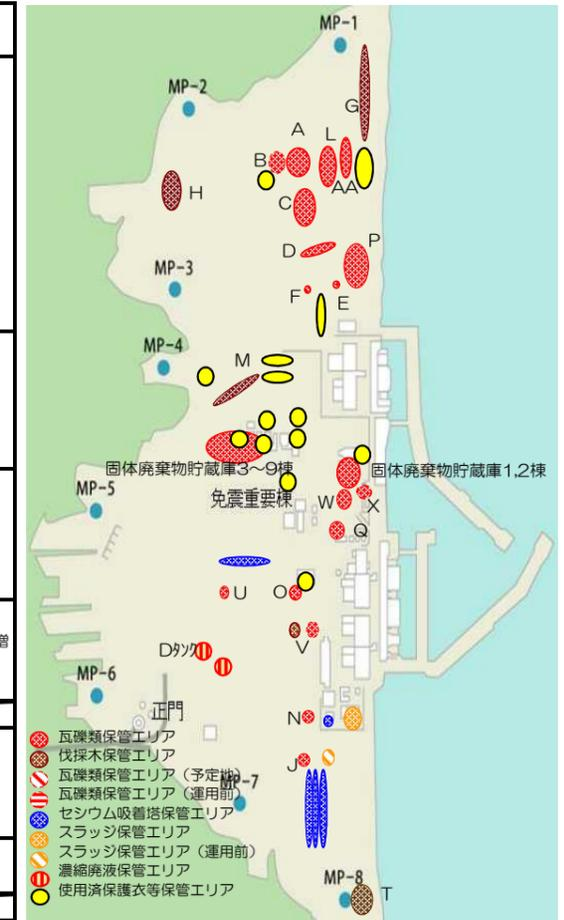 MP-1
MP-2
G
A
L
B
AA
H
C
D
P
F
E
MP-3
MP-4
M
固体廃棄物貯蔵庫3～9棟
固体廃棄物貯蔵庫1,2棟
MP-5
免震重要棟
W
X
Q
U
O
増
Dタンク
V
MP-6
正門
N
瓦礫類保管エリア
伐採木保管エリア
J
瓦礫類保管エリア（予定地）
MP-7
瓦礫類保管エリア（運用前）
セシウム吸着塔保管エリア
スラッジ保管エリア
スラッジ保管エリア（運用前）
濃縮廃液保管エリア
MP-8
使用済保護衣等保管エリア
T